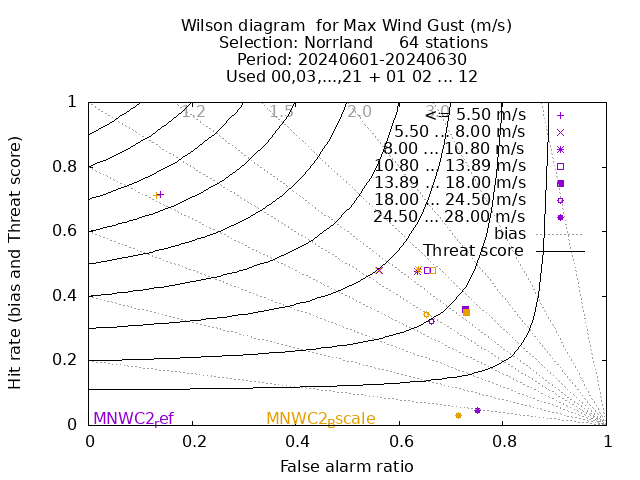 Wilson diagram  for Max Wind Gust (m/s)
Selection: Norrland     64 stations
Period: 20240601-20240630
Used 00,03,...,21 + 01 02 ... 12
Hit rate (bias and Threat score)
1
0.8
0.6
0.4
0.2
0
1.2
1.5
2.0
3.0
<= 5.50 m/s
5.50 ... 8.00 m/s
8.00 ... 10.80 m/s
10.80 ... 13.89 m/s
13.89 ... 18.00 m/s
18.00 ... 24.50 m/s
24.50 ... 28.00 m/s
bias
Threat score
MNWC2ref
MNWC2Bscale
0
0.2
0.4
0.6
0.8
1
False alarm ratio